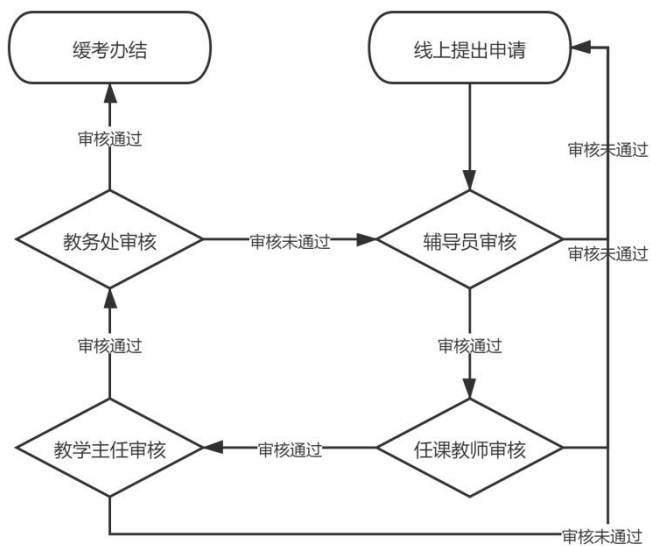 缓考办结
线上提出申请
审核通过
审核未通过
教务处审核
审核未通过
辅导员审核
审核未通过
审核通过
审核通过
教学主任审核
审核通过
任课教师审核
审核未通过